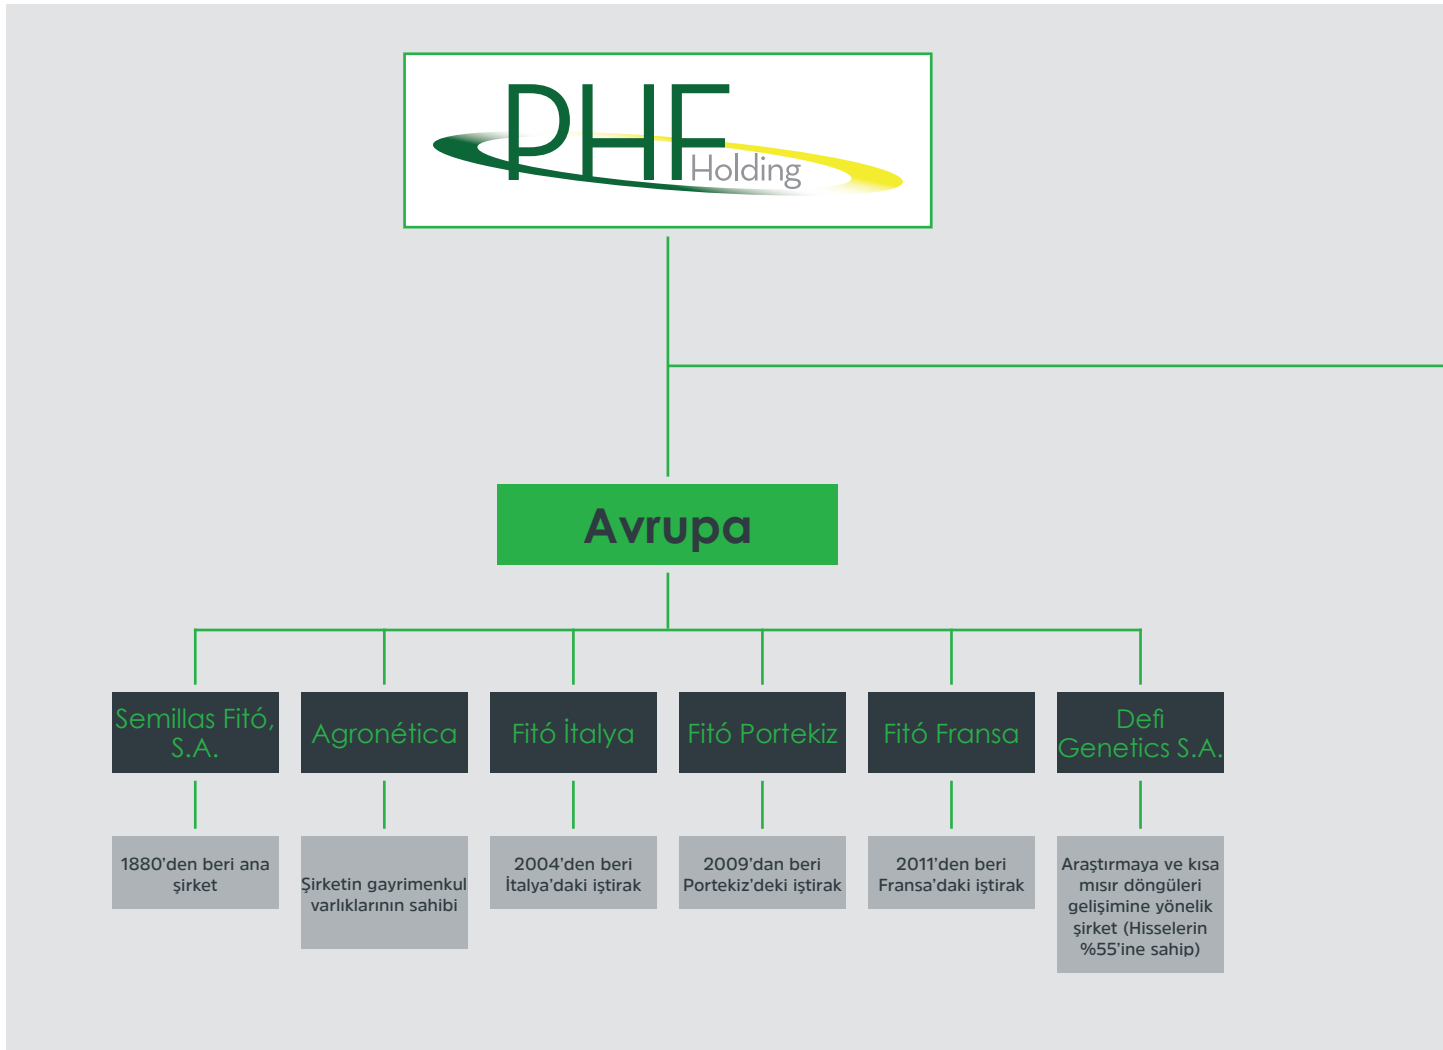 PHF
Holding
Avrupa
Semillas Fitó,
S.A.
Agronética
Fitó İtalya
Fitó Portekiz
Fitó Fransa
Defi
Genetics S.A.
1880’den beri ana
şirket
Şirketin gayrimenkul
varlıklarının sahibi
2004’den beri
İtalya’daki iştirak
2009’dan beri
Portekiz’deki iştirak
2011’den beri
Fransa’daki iştirak
Araştırmaya ve kısa
mısır döngüleri
gelişimine yönelik
şirket (Hisselerin
%55’ine sahip)